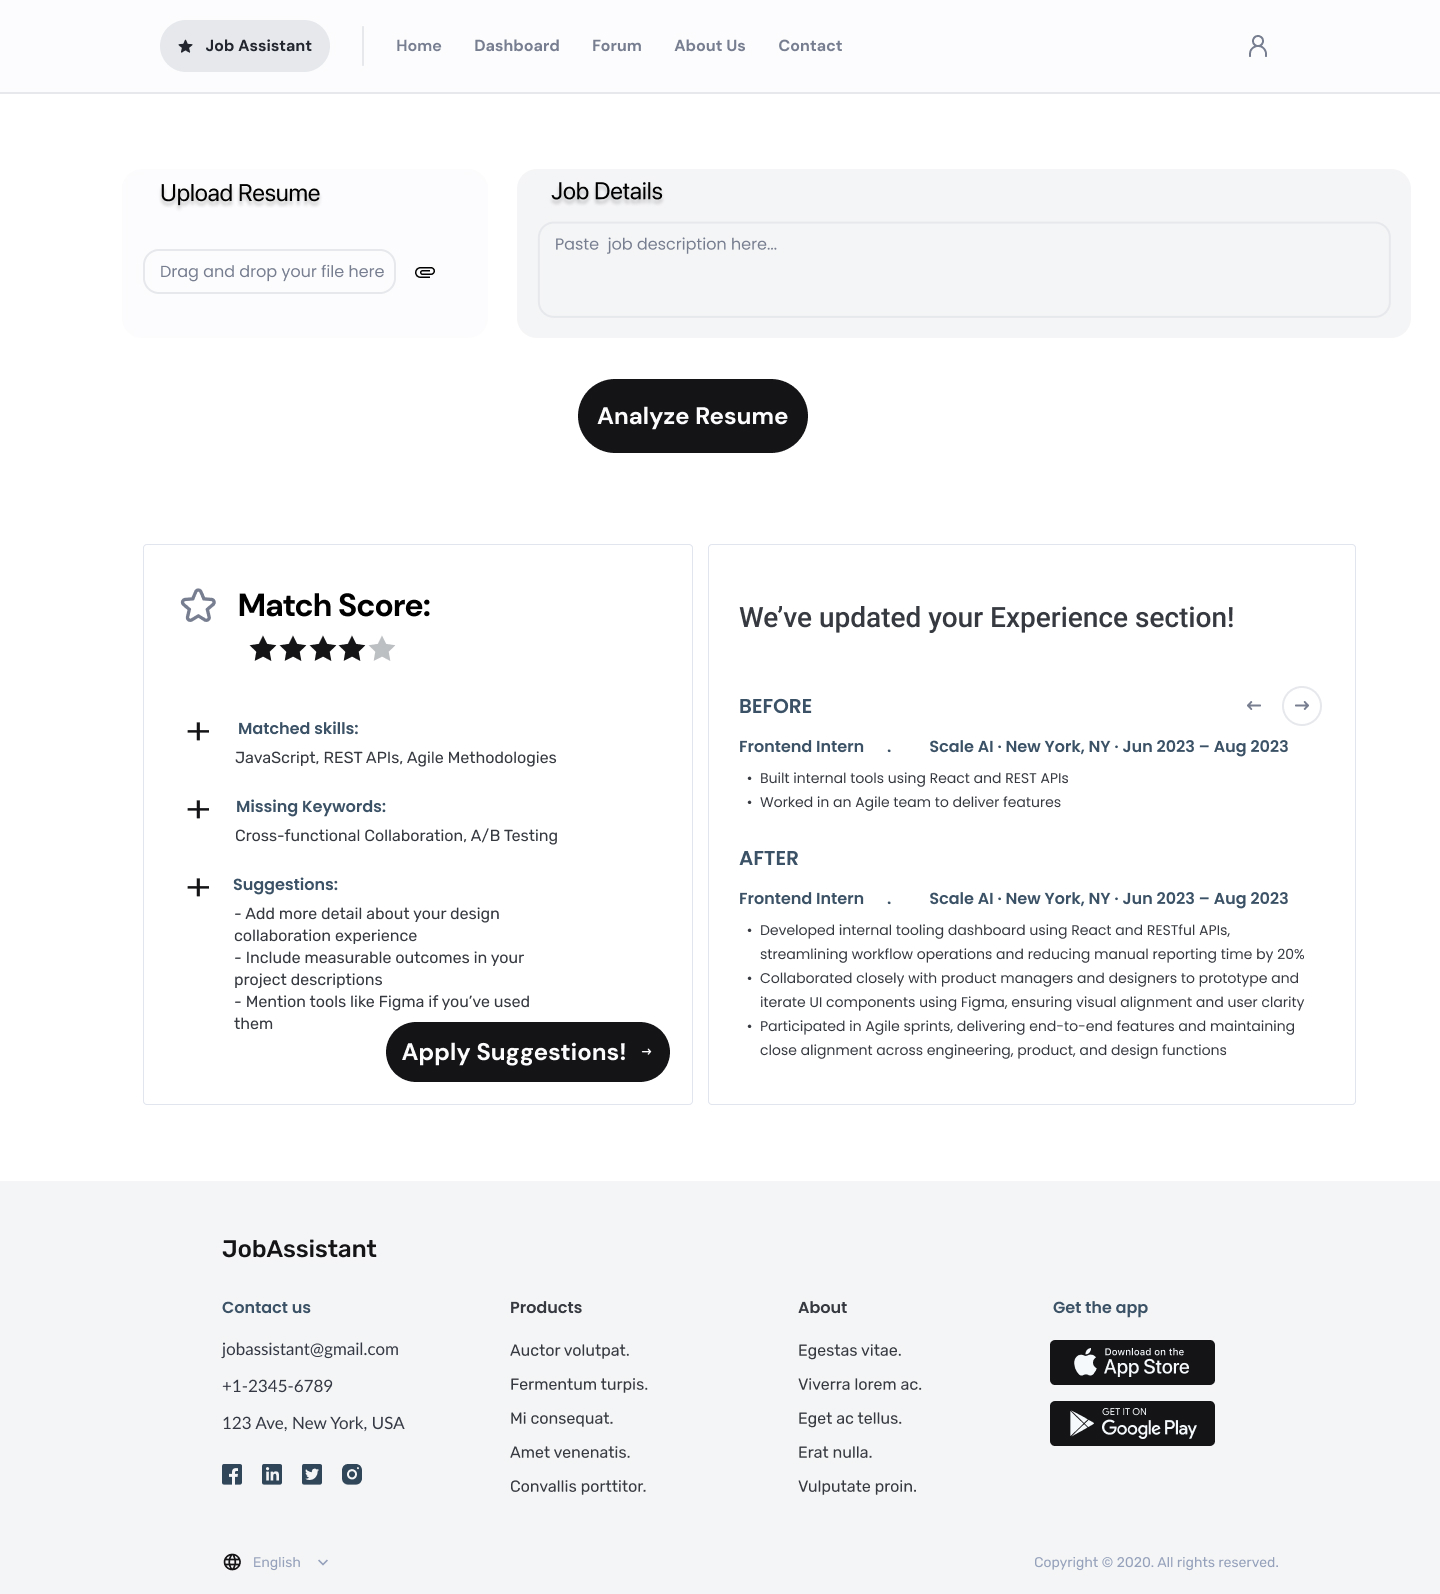 Job Assistant
Home
Dashboard
Forum
About Us
Contact
Upload Resume
Drag and drop your file here
Job Details
Paste  job description here...
Analyze Resume
Match Score:
Matched skills:
JavaScript, REST APIs, Agile Methodologies
Missing Keywords:
Cross-functional Collaboration, A/B Testing
Suggestions:
- Add more detail about your design
collaboration experience
- Include measurable outcomes in your
project descriptions
- Mention tools like Figma if you’ve used
them
Apply Suggestions! →
We’ve updated your Experience section!
BEFORE
Frontend Intern . Scale AI · New York, NY · Jun 2023 – Aug 2023
• Built internal tools using React and REST APIs
• Worked in an Agile team to deliver features
AFTER
Frontend Intern . Scale AI · New York, NY · Jun 2023 – Aug 2023
• Developed internal tooling dashboard using React and RESTful APIs,
streamlining workflow operations and reducing manual reporting time by 20%
• Collaborated closely with product managers and designers to prototype and
iterate UI components using Figma, ensuring visual alignment and user clarity
• Participated in Agile sprints, delivering end-to-end features and maintaining
close alignment across engineering, product, and design functions
JobAssistant
Contact us
jobassistant@gmail.com
+1-2345-6789
123 Ave, New York, USA
Products
Auctor volutpat.
Fermentum turpis.
Mi consequat.
Amet venenatis.
Convallis porttitor.
About
Egestas vitae.
Viverra lorem ac.
Eget ac tellus.
Erat nulla.
Vulputate proin.
Get the app
Download on the
App Store
GET IT ON
Google Play
English
Copyright © 2020. All rights reserved.